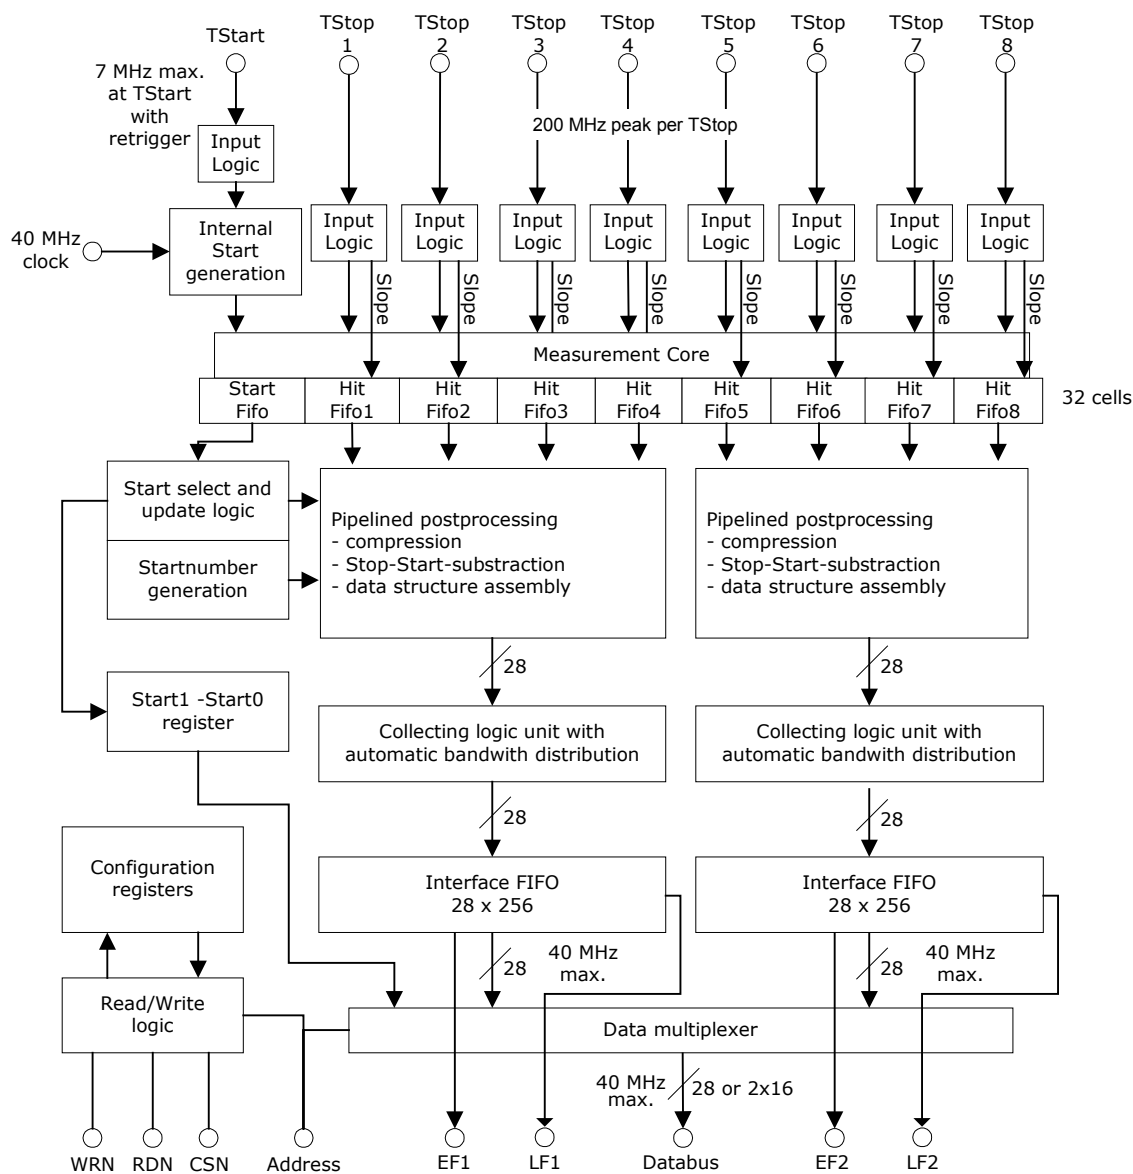 TStart
TStop
1
TStop
2
TStop
3
TStop
4
TStop
5
TStop
6
TStop
7
TStop
8
7 MHz max.
at TStart
with
retrigger
200 MHz peak per TStop
Input
Logic
40 MHz
clock
Internal
Start
generation
Input
Logic
Input
Logic
Input
Logic
Input
Logic
Input
Logic
Input
Logic
Input
Logic
Input
Logic
Slope
Slope
Slope
Slope
Slope
Slope
Slope
Slope
Measurement Core
Start
Fifo
Hit
Fifo1
Hit
Fifo2
Hit
Fifo3
Hit
Fifo4
Hit
Fifo5
Hit
Fifo6
Hit
Fifo7
Hit
Fifo8
32 cells
Start select and
update logic
Startnumber
generation
Pipelined postprocessing
- compression
- Stop-Start-substraction
- data structure assembly
Pipelined postprocessing
- compression
- Stop-Start-substraction
- data structure assembly
28
28
Start1 -Start0
register
Collecting logic unit with
automatic bandwith distribution
Collecting logic unit with
automatic bandwith distribution
28
28
Configuration
registers
Interface FIFO
28 x 256
Interface FIFO
28 x 256
28
40 MHz
max.
28
40 MHz
max.
Read/Write
logic
Data multiplexer
40 MHz
max.
28 or 2x16
WRN
RDN
CSN
Address
EF1
LF1
Databus
EF2
LF2